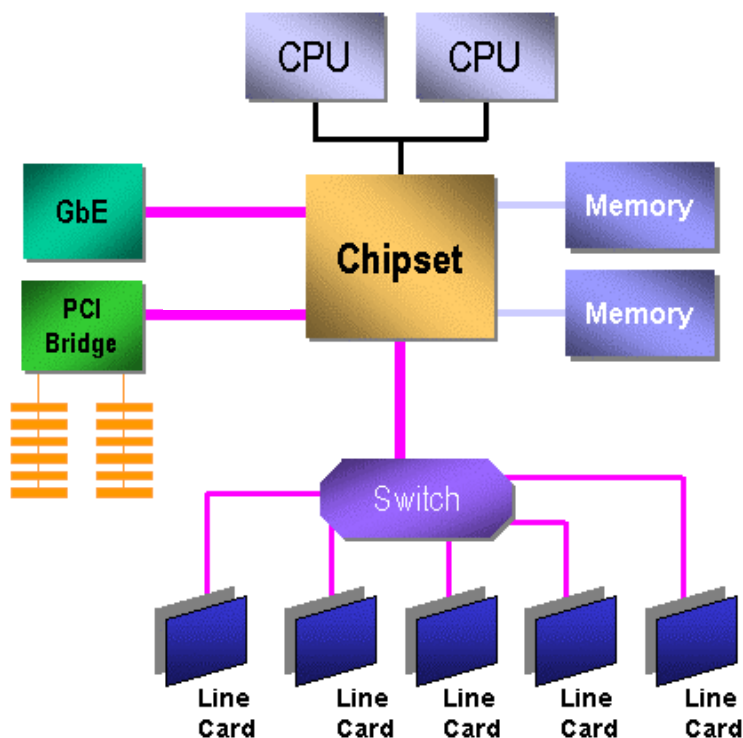 CPU
CPU
GbE
Chipset
Memory
PCI
Bridge
Memory
Switch
Line
Card
Line
Card
Line
Card
Line
Card
Line
Card